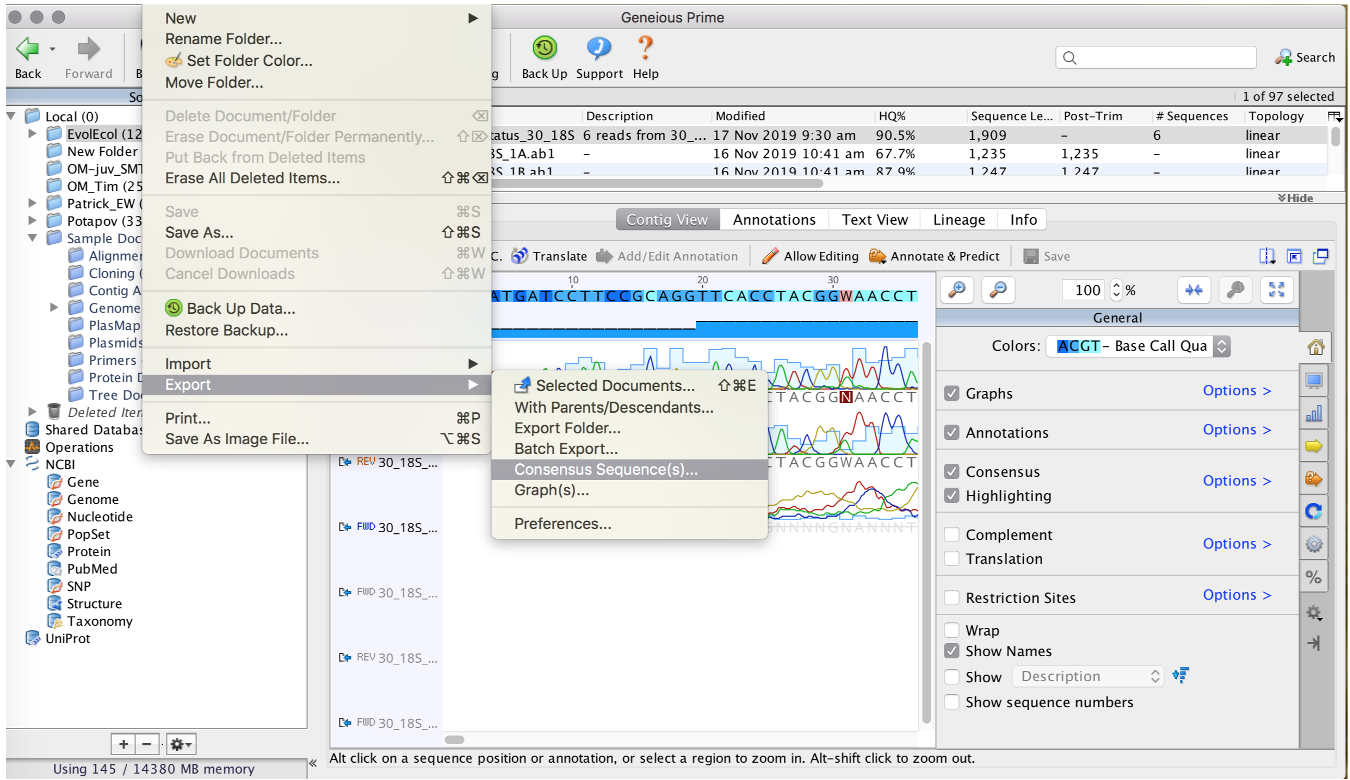 Geneious Prime
Back
Forward
B
g
Back Up
Support
Help
Search
So
1 of 97 selected
New
Rename Folder...
Set Folder Color...
Move Folder...
Delete Document/Folder
Erase Document/Folder Permanently...
Put Back from Deleted Items
Erase All Deleted Items... ⇧⌘⌫
Save ⌘S
Save As... ⇧⌘S
Download Documents ⌘W
Cancel Downloads ⇧⌘W
Back Up Data...
Restore Backup...
Import
Export
Print... ⌘P
Save As Image File... ⌥⌘S
Selected Documents... ⇧⌘E
With Parents/Descendants...
Export Folder...
Batch Export...
Consensus Sequence(s)...
Graph(s)...
Preferences...
Local (0)
EvolEcol (12
New Folder
OM-juv_SMT
OM_Tim (25
Patrick_EW (
Potapov (33
Sample Doc
Alignmen
Cloning (
Contig A
Genome
PlasMap
Plasmids
Primers
Protein D
Tree Doc
Deleted Iter
Shared Databas
Operations
NCBI
Gene
Genome
Nucleotide
PopSet
Protein
PubMed
SNP
Structure
Taxonomy
UniProt
Using 145 / 14380 MB memory
Description Modified HQ% Sequence Le... Post-Trim # Sequences Topology
tatus_30_18S 6 reads from 30_... 17 Nov 2019 9:30 am 90.5% 1,909 – 6 linear
8S_1A.ab1 – 16 Nov 2019 10:41 am 67.7% 1,235 1,235 – linear
8S_1B.ab1 – 16 Nov 2019 10:41 am 87.9% 1,247 1,247 – linear
Hide
Contig View Annotations Text View Lineage Info
C. Translate Add/Edit Annotation Allow Editing Annotate & Predict Save
10 20 30
ATGATCCTTCCGCAGGTTCACCTACGGWAACCT
CTACGGNAACCT
CTACGGWAACCT
REV 30_18S_...
FWD 30_18S_...
GNNNNGNANNNT
FWD 30_18S_...
REV 30_18S_...
FWD 30_18S_...
100 %
General
Colors: ACGT - Base Call Qua
Graphs Options >
Annotations Options >
Consensus
Highlighting
Options >
Complement
Translation
Options >
Restriction Sites Options >
Wrap
Show Names
Show Description
Show sequence numbers
%
Alt click on a sequence position or annotation, or select a region to zoom in. Alt-shift click to zoom out.